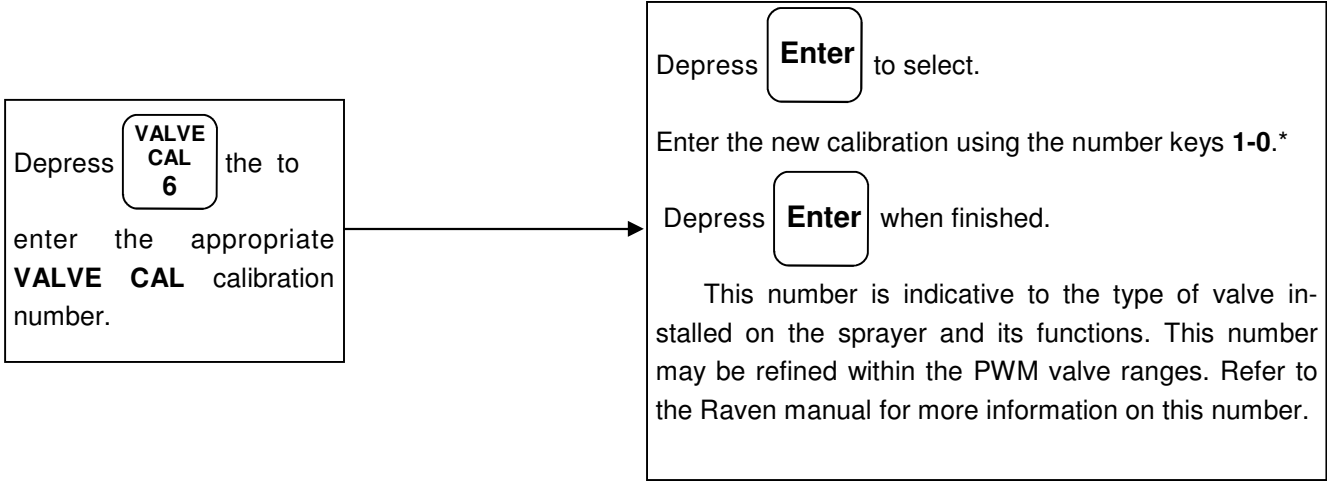 Depress VALVE CAL 6 the to
enter the appropriate
VALVE CAL calibration
number.
Depress Enter to select.
Enter the new calibration using the number keys 1-0.*
Depress Enter when finished.
This number is indicative to the type of valve in-
stalled on the sprayer and its functions. This number
may be refined within the PWM valve ranges. Refer to
the Raven manual for more information on this number.